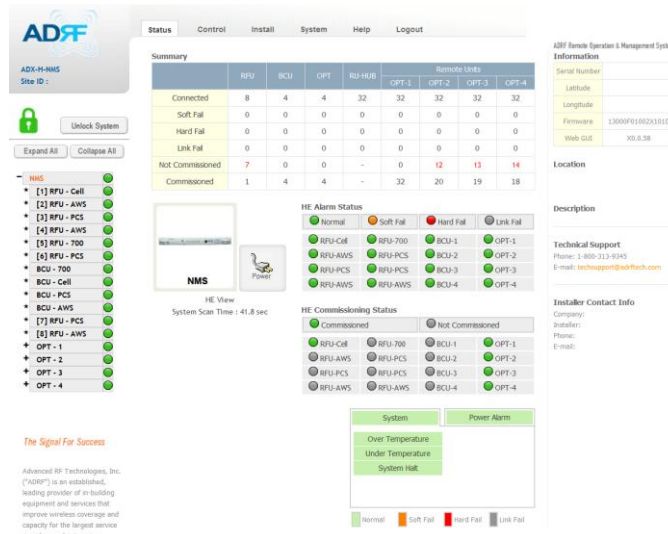 ADRF
ADX-H-NMS
Site ID :
Unlock System
Expand All
Collapse All
NMS
[1] RFU - Cell
[2] RFU - AWS
[3] RFU - PCS
[4] RFU - AWS
[5] RFU - 700
[6] RFU - PCS
BCU - 700
BCU - Cell
BCU - PCS
BCU - AWS
[7] RFU - PCS
[8] RFU - AWS
OPT - 1
OPT - 2
OPT - 3
OPT - 4
The Signal For Success
Advanced RF Technologies, Inc.
("ADRF") is an established,
leading provider of in-building
equipment and services that
improve wireless coverage and
capacity for the largest service
Status Control Install System Help Logout
Summary
RFU BCU OPT RU-HUB Remote Units
OPT-1 OPT-2 OPT-3 OPT-4
Connected 8 4 4 32 32 32 32 32
Soft Fail 0 0 0 0 0 0 0 0
Hard Fail 0 0 0 0 0 0 0 0
Link Fail 0 0 0 0 0 0 0 0
Not Commissioned 7 0 0 - 0 12 13 14
Commissioned 1 4 4 - 32 20 19 18
NMS
Power
HE View
System Scan Time : 41.8 sec
HE Alarm Status
Normal Soft Fail Hard Fail Link Fail
RFU-Cell RFU-700 BCU-1 OPT-1
RFU-AWS RFU-PCS BCU-2 OPT-2
RFU-PCS RFU-PCS BCU-3 OPT-3
RFU-AWS RFU-AWS BCU-4 OPT-4
HE Commissioning Status
Commissioned Not Commissioned
RFU-Cell RFU-700 BCU-1 OPT-1
RFU-AWS RFU-PCS BCU-2 OPT-2
RFU-PCS RFU-PCS BCU-3 OPT-3
RFU-AWS RFU-AWS BCU-4 OPT-4
System Power Alarm
Over Temperature
Under Temperature
System Halt
Normal Soft Fail Hard Fail Link Fail
ADRF Remote Operation & Management Syst
Information
Serial Number
Latitude
Longitude
Firmware 13000F01002X101D
Web GUI X0.6.58
Location
Description
Technical Support
Phone: 1-800-313-9345
E-mail: techsupport@adrftech.com
Installer Contact Info
Company:
Installer:
Phone:
E-mail: